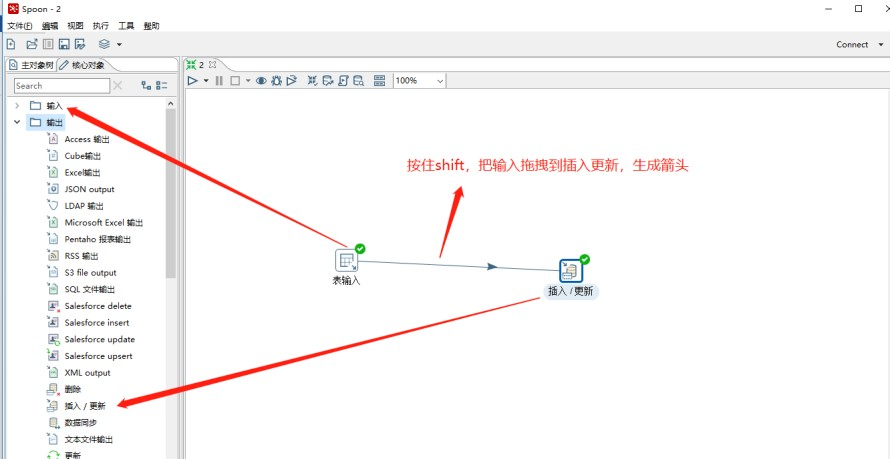 Spoon - 2
文件(F) 编辑 视图 执行 工具 帮助
Connect
主对象树 核心对象
2
Search
100%
输入
输出
Access 输出
Cube输出
Excel输出
JSON output
LDAP 输出
Microsoft Excel 输出
Pentaho 报表输出
RSS 输出
S3 file output
SQL 文件输出
Salesforce delete
Salesforce insert
Salesforce update
Salesforce upsert
XML output
删除
插入 / 更新
数据同步
文本文件输出
更新
按住shift，把输入拖拽到插入更新，生成箭头
表输入
插入 / 更新